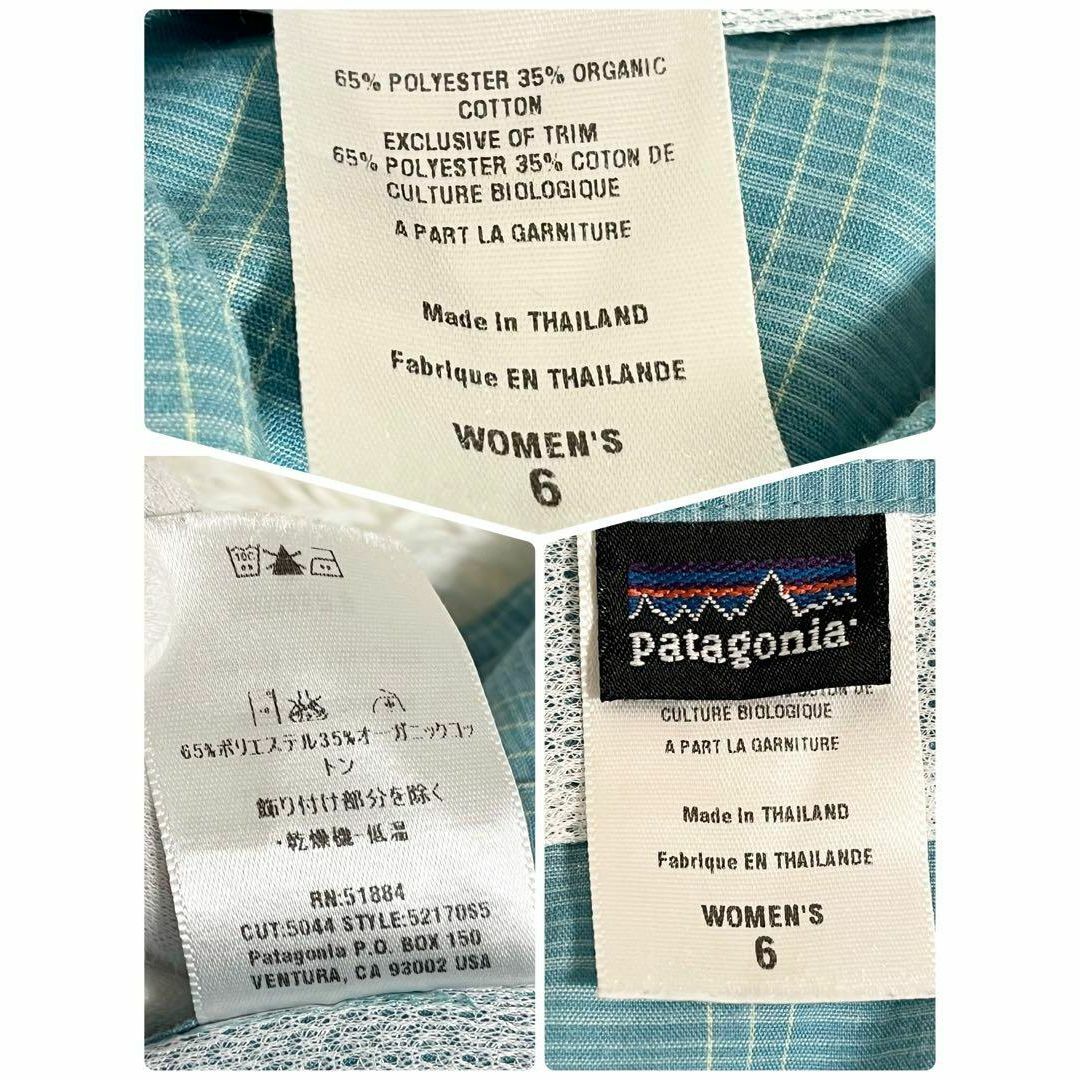 65% POLYESTER 35% ORGANIC
COTTON
EXCLUSIVE OF TRIM
65% POLYESTER 35% COTON DE
CULTURE BIOLOGIQUE
A PART LA GARNITURE
Made in THAILAND
Fabrique EN THAILANDE
WOMEN'S
6
65%ポリエステル35%オーガニックコッ
トン
飾り付け部分を除く
・乾燥機-低温
RN:51884
CUT:5044 STYLE:52170S5
Patagonia P.O. BOX 150
VENTURA, CA 93002 USA
patagonia
COTON DE
CULTURE BIOLOGIQUE
A PART LA GARNITURE
Made in THAILAND
Fabrique EN THAILANDE
WOMEN'S
6